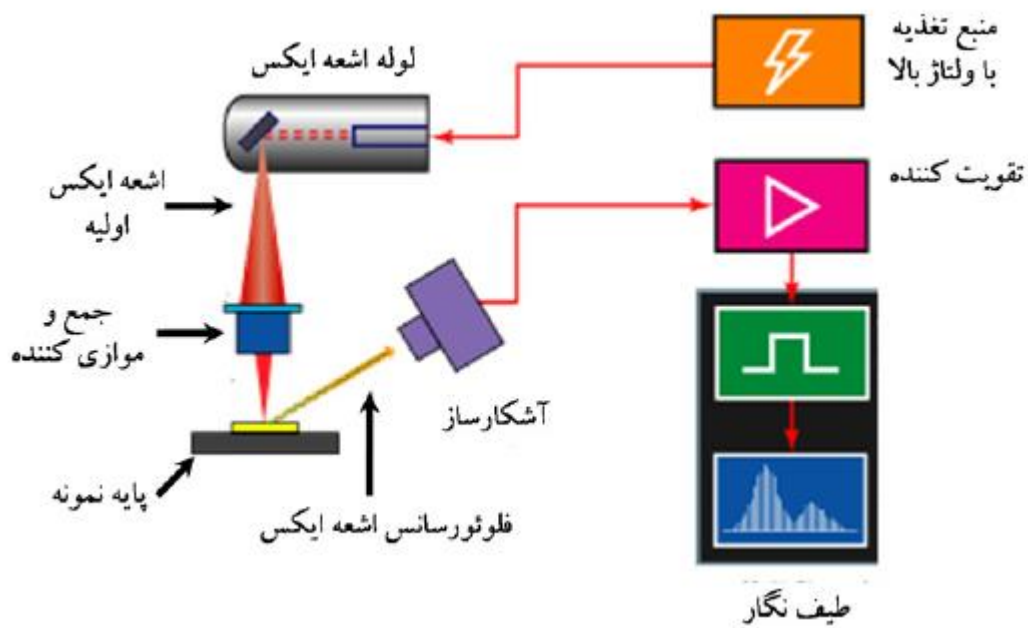 منبع تغذیه
با ولتاژ بالا
لوله اشعه ایکس
تقویت کننده
اشعه ایکس
اولیه
جمع و
موازی کننده
آشکارساز
پایه نمونه
فلوئورسانس اشعه ایکس
طیف نگار